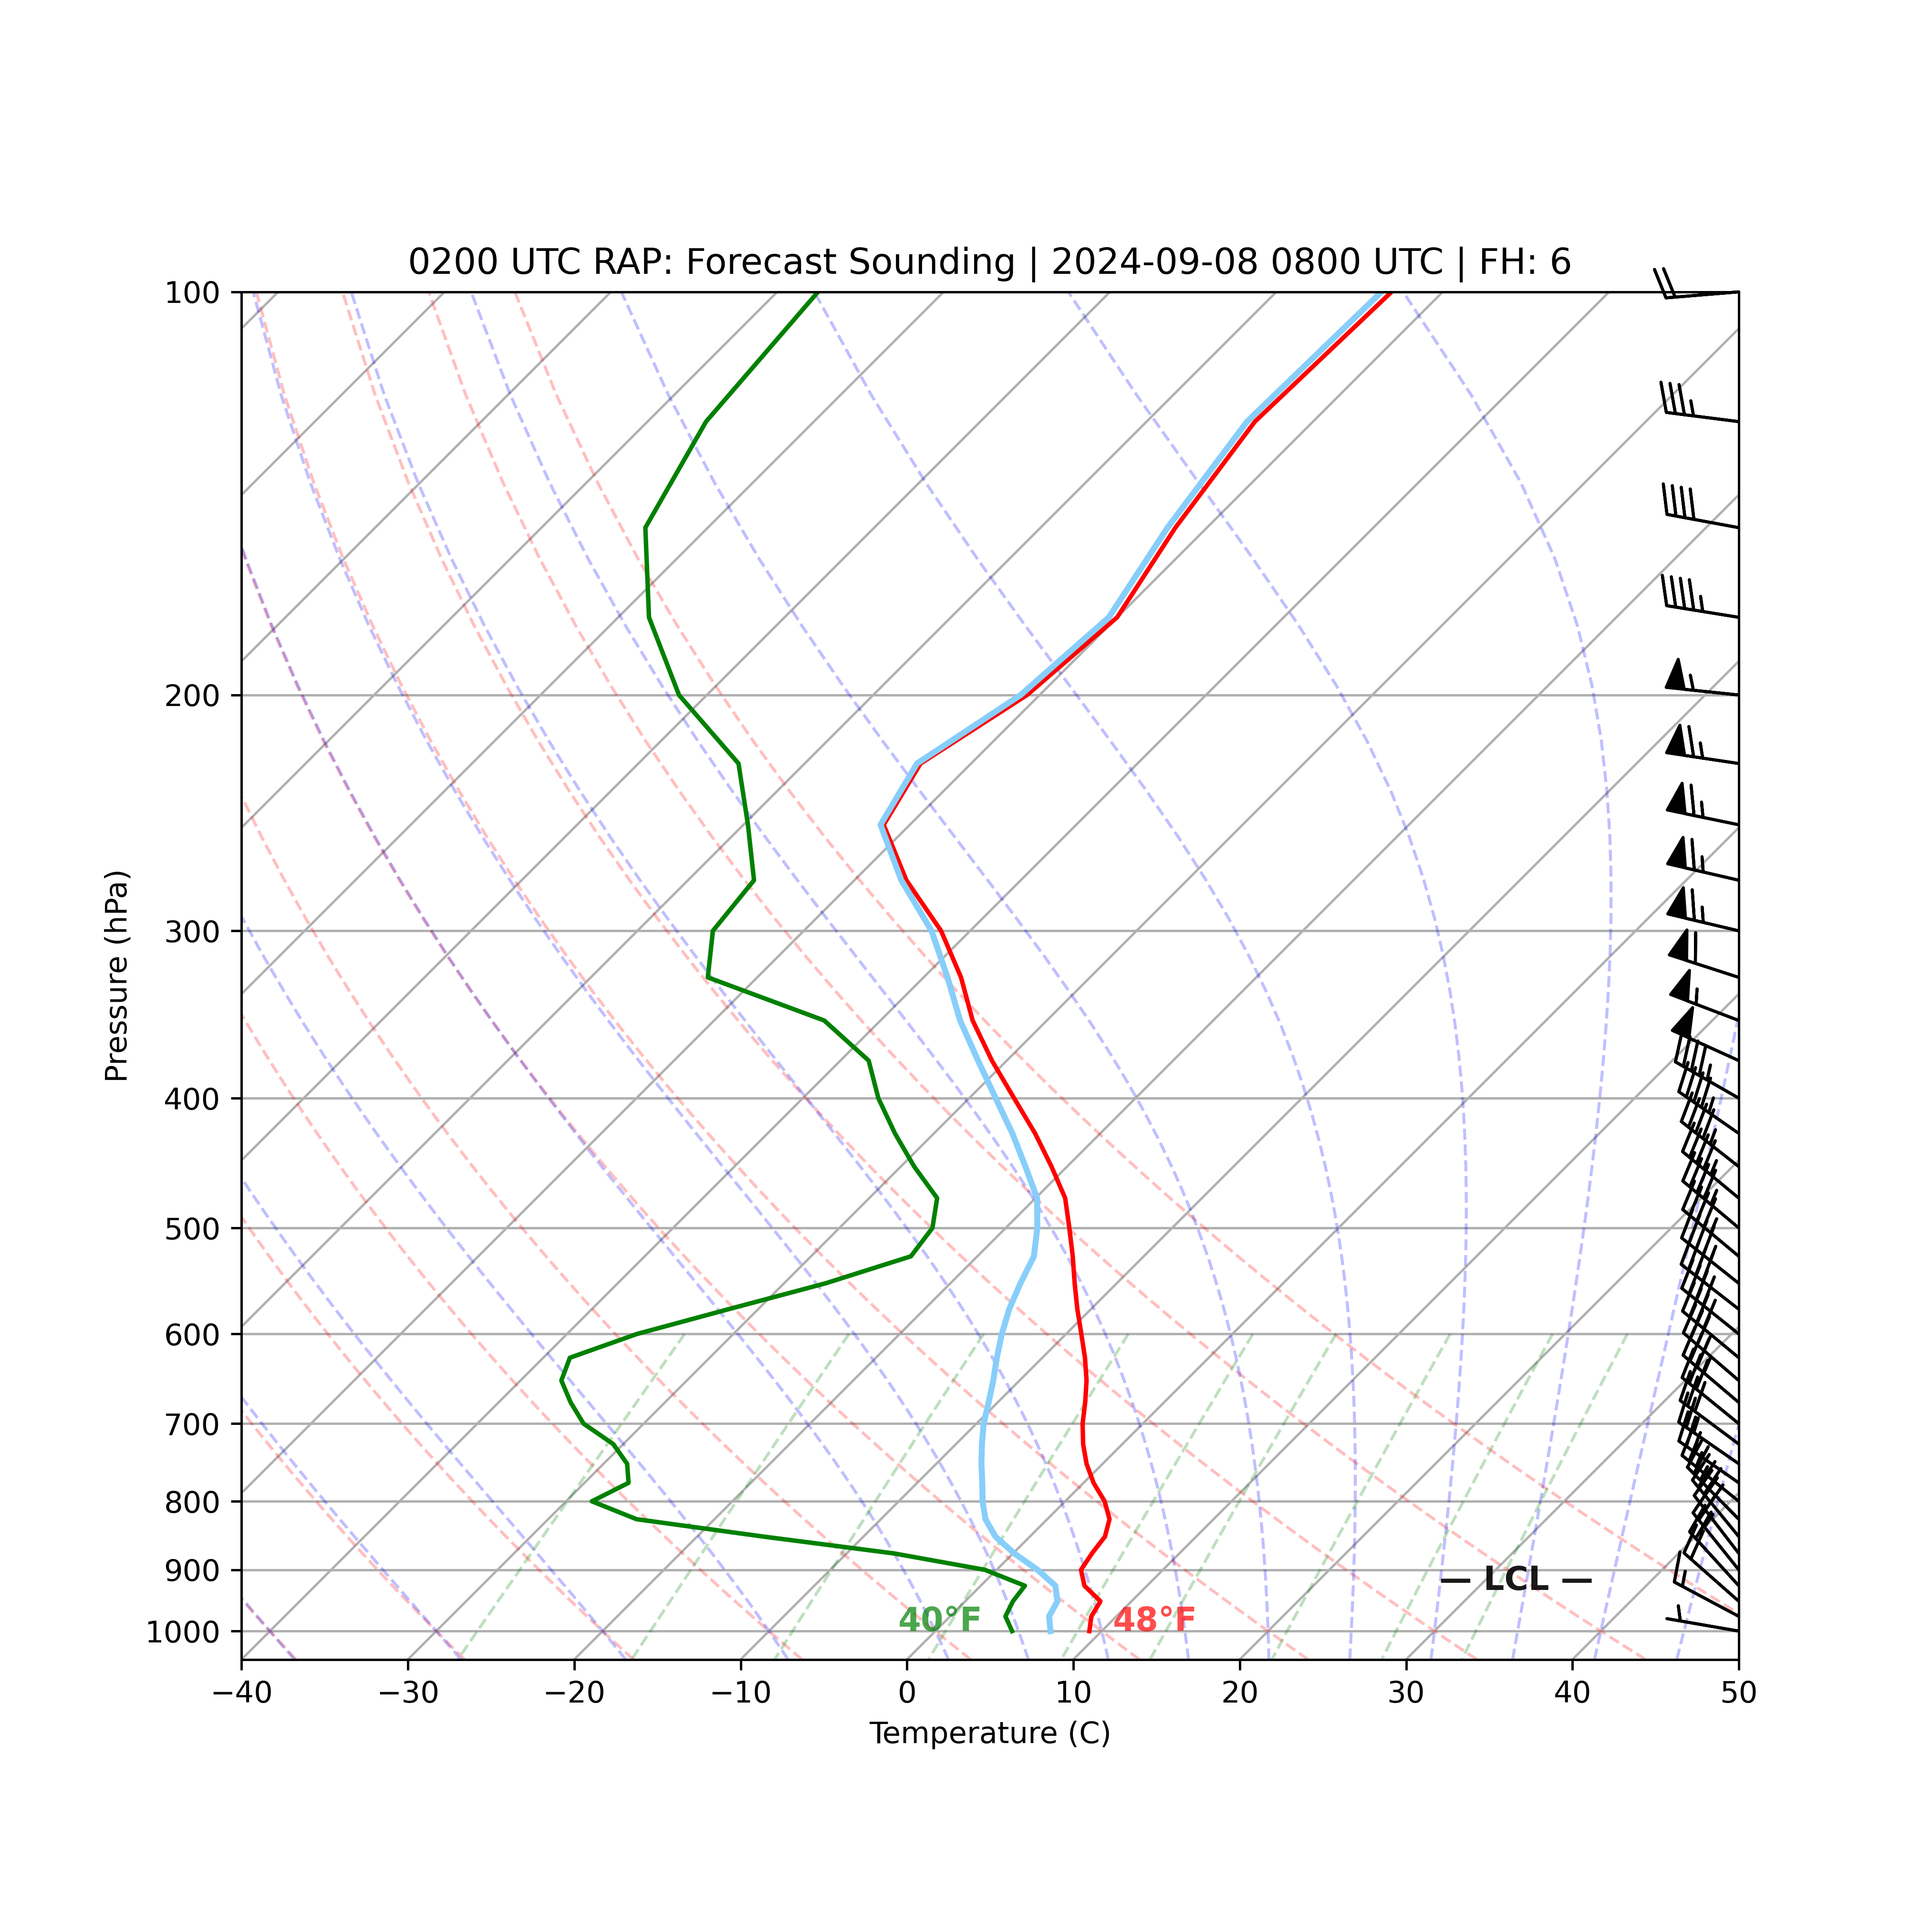 0200 UTC RAP: Forecast Sounding | 2024-09-08 0800 UTC | FH: 6
100
200
300
400
500
600
700
800
900
1000
Pressure (hPa)
— LCL —
40°F
48°F
−40 −30 −20 −10 0 10 20 30 40 50
Temperature (C)